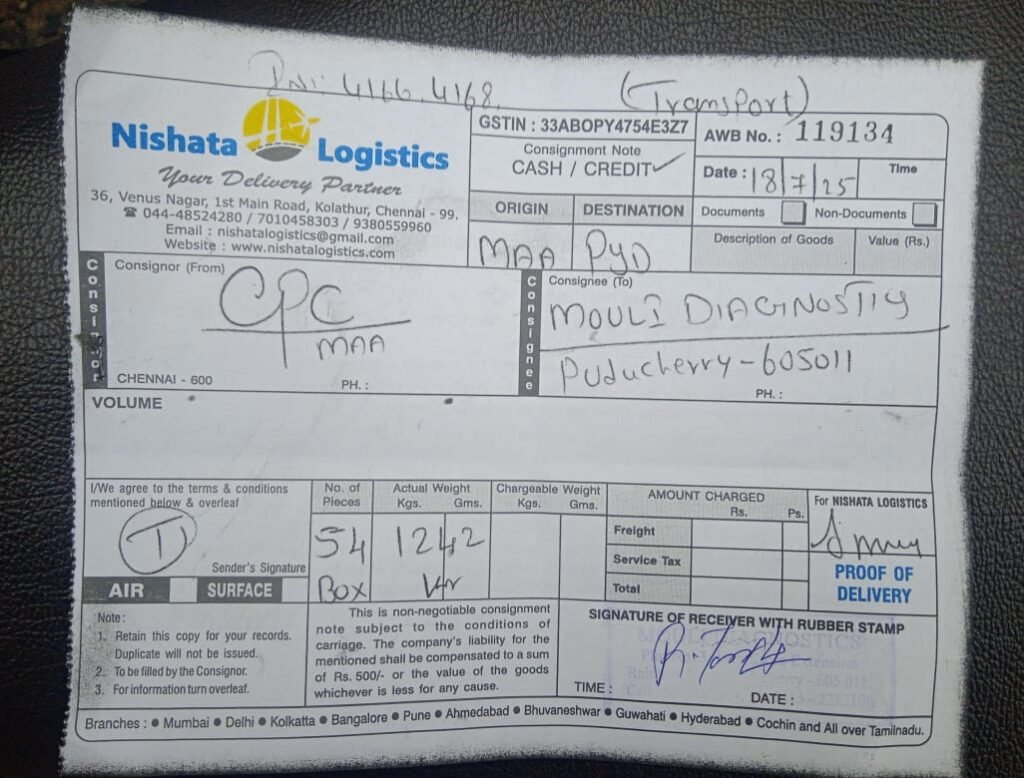 4166, 4168
(Transport)
Nishata Logistics
Your Delivery Partner
36, Venus Nagar, 1st Main Road, Kolathur, Chennai - 99.
☎ 044-48524280 / 7010458303 / 9380559960
Email : nishatalogistics@gmail.com
Website : www.nishatalogistics.com
GSTIN : 33ABOPY4754E3Z7
Consignment Note
CASH / CREDIT ✓
AWB No. : 119134
Date : 18/7/25
Time
ORIGIN DESTINATION
MAA PYD
Documents Non-Documents
Description of Goods Value (Rs.)
Consignor
Consignor (From)
CPC
MAA
CHENNAI - 600 PH. :
Consignee
Consignee (To)
MOULI DIAGNOSTIS
Puducherry - 605011
PH. :
VOLUME
I/We agree to the terms & conditions
mentioned below & overleaf
T
Sender's Signature
AIR SURFACE
No. of Pieces
54
BOX
Actual Weight
Kgs. Gms.
1242
Chargeable Weight
Kgs. Gms.
AMOUNT CHARGED
Rs. Ps.
Freight
Service Tax
Total
For NISHATA LOGISTICS
PROOF OF
DELIVERY
Note :
1. Retain this copy for your records.
Duplicate will not be issued.
2. To be filled by the Consignor.
3. For information turn overleaf.
This is non-negotiable consignment
note subject to the conditions of
carriage. The company's liability for the
mentioned shall be compensated to a sum
of Rs. 500/- or the value of the goods
whichever is less for any cause.
SIGNATURE OF RECEIVER WITH RUBBER STAMP
TIME : DATE :
Branches : ● Mumbai ● Delhi ● Kolkatta ● Bangalore ● Pune ● Ahmedabad ● Bhuvaneshwar ● Guwahati ● Hyderabad ● Cochin and All over Tamilnadu.